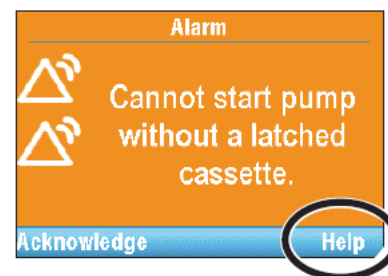 Alarm
Cannot start pump
without a latched
cassette.
Acknowledge Help